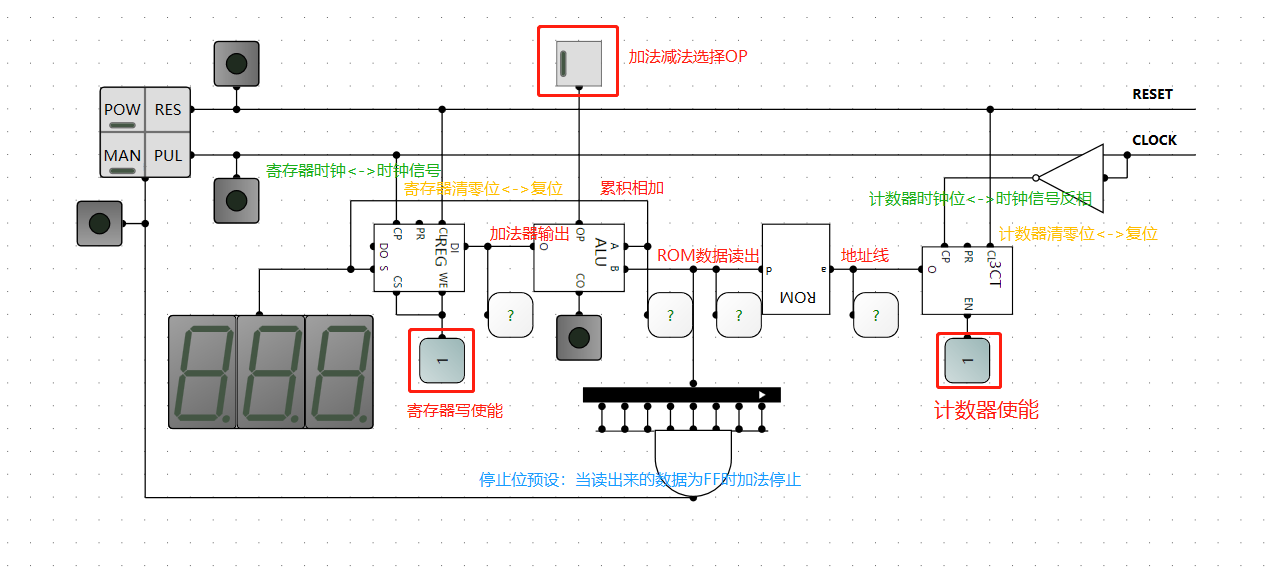 加法减法选择OP
RESET
POW RES
CLOCK
MAN PUL
寄存器时钟<->时钟信号
寄存器清零位<->复位
累积相加
计数器时钟位<->时钟信号反相
计数器清零位<->复位
加法器输出
ROM数据读出
地址线
CP PR CL DI
REG
DO S
CS WE
OP
O ALU A B
CO
d a
ROM
CP PR CL
3CT
O
EN
? ? ? ?
1
1
寄存器写使能
计数器使能
停止位预设：当读出来的数据为FF时加法停止